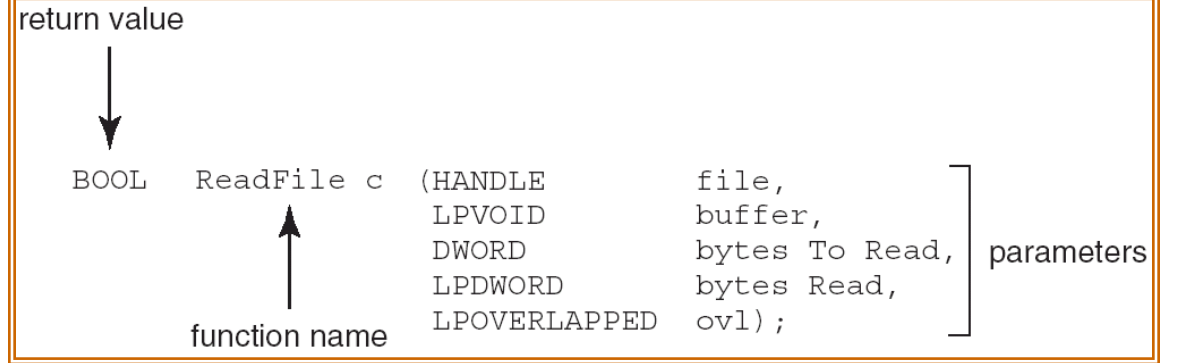 return value
BOOL ReadFile c (HANDLE file,
LPVOID buffer,
DWORD bytes To Read,
LPDWORD bytes Read,
LPOVERLAPPED ovl);
parameters
function name